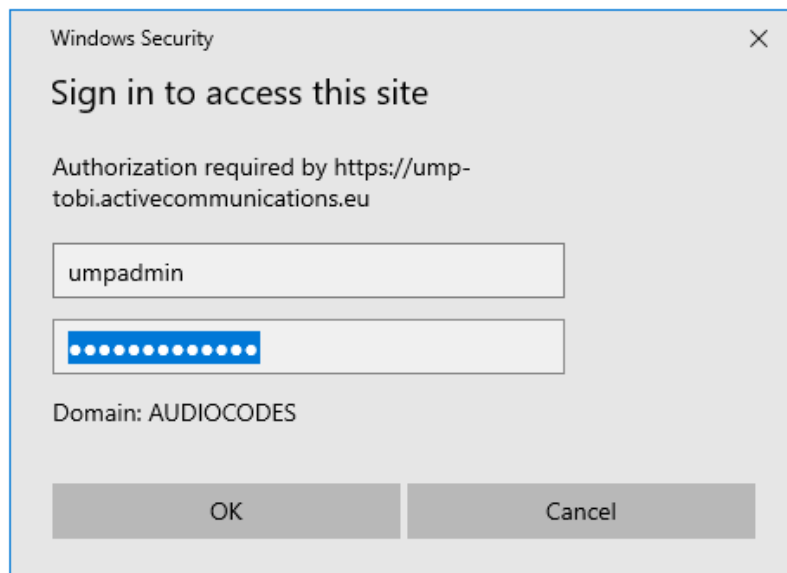 Windows Security
Sign in to access this site
Authorization required by https://ump-
tobi.activecommunications.eu
umpadmin
●●●●●●●●●●●●●
Domain: AUDIOCODES
OK
Cancel